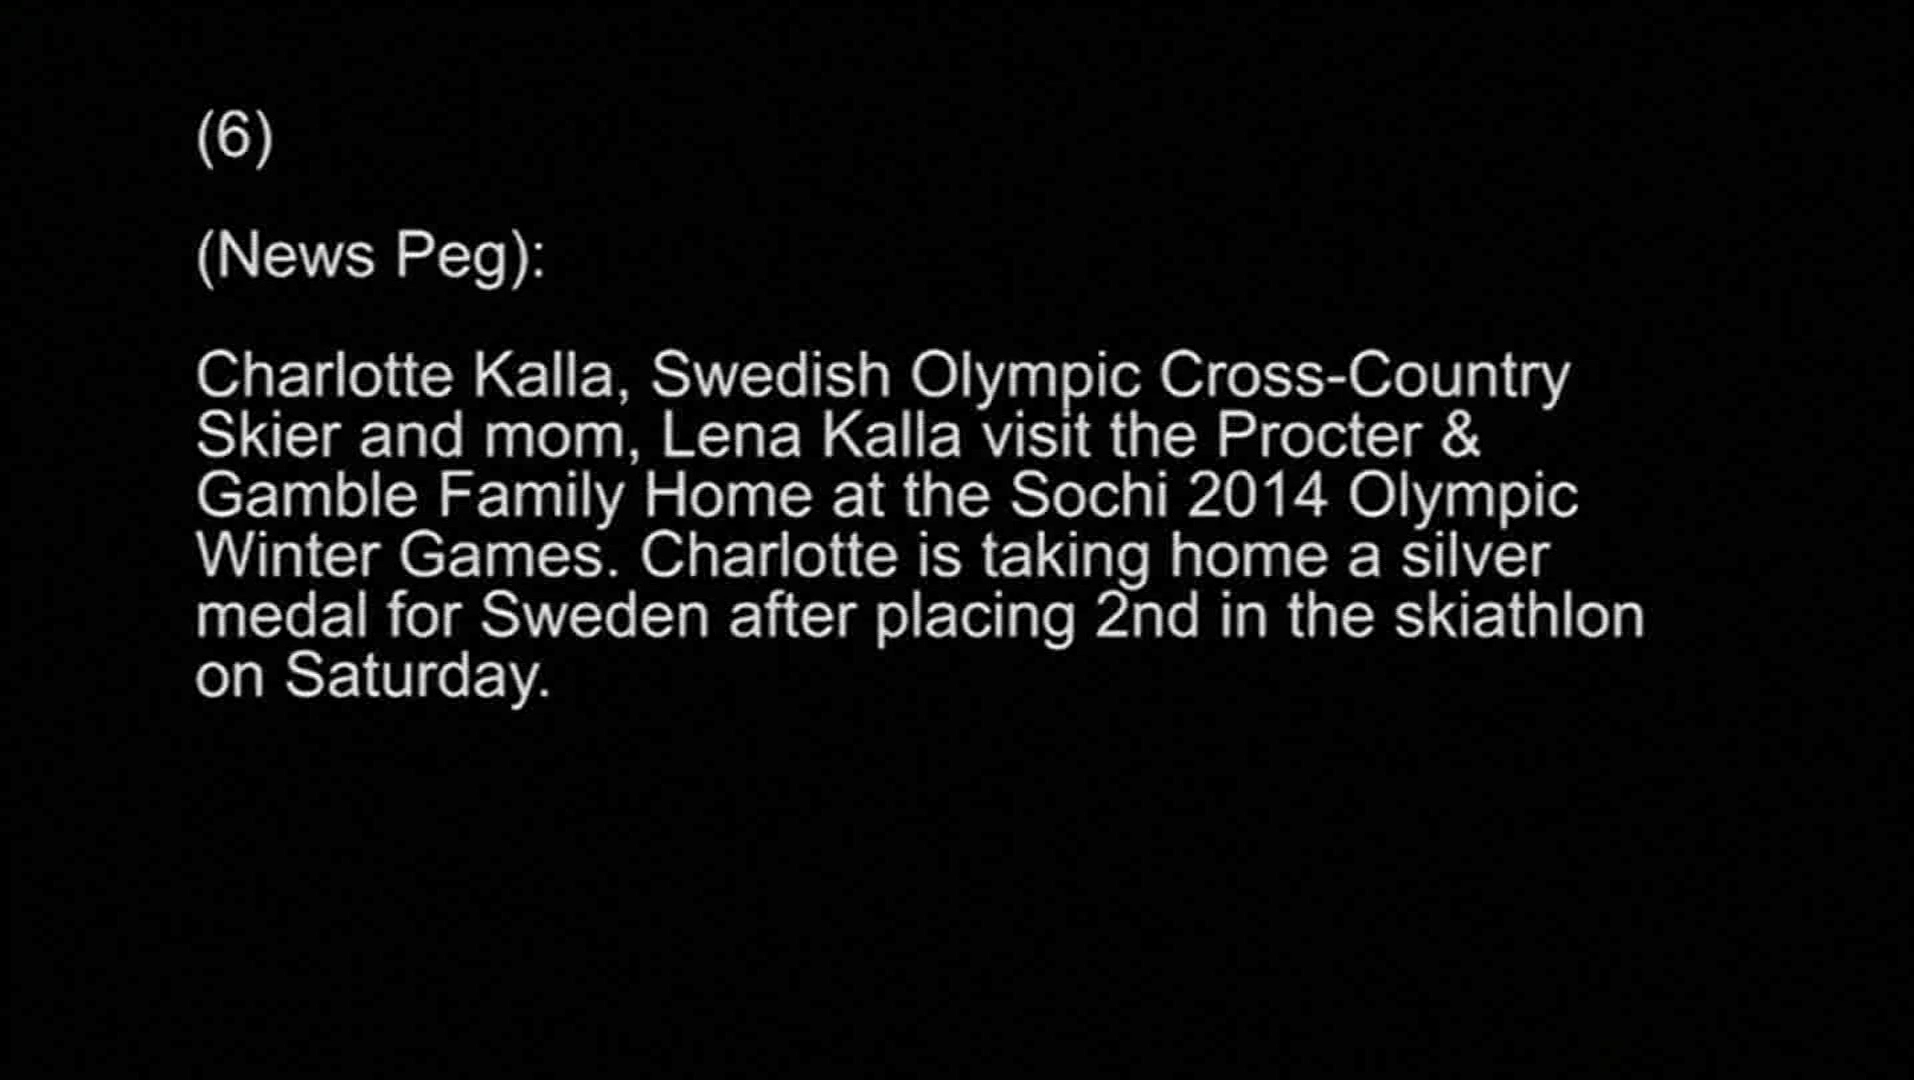 (6)
(News Peg):
Charlotte Kalla, Swedish Olympic Cross-Country
Skier and mom, Lena Kalla visit the Procter &
Gamble Family Home at the Sochi 2014 Olympic
Winter Games. Charlotte is taking home a silver
medal for Sweden after placing 2nd in the skiathlon
on Saturday.